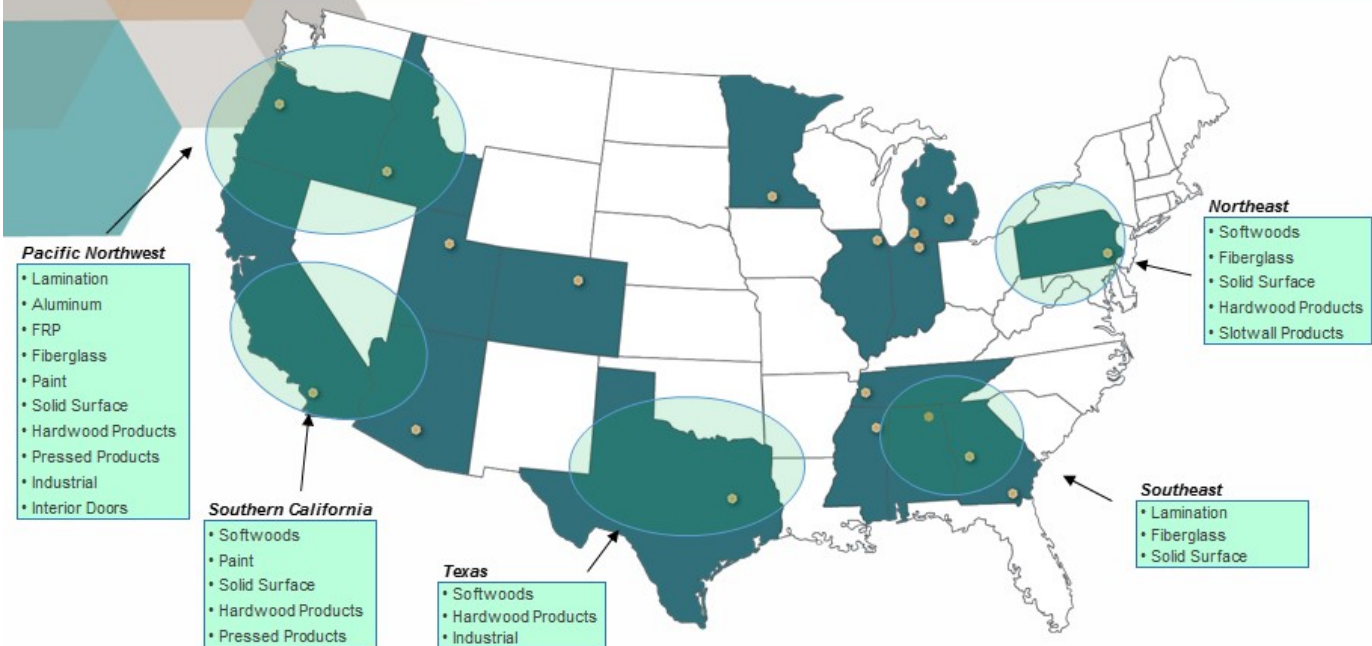 Pacific Northwest
• Lamination
• Aluminum
• FRP
• Fiberglass
• Paint
• Solid Surface
• Hardwood Products
• Pressed Products
• Industrial
• Interior Doors
Southern California
• Softwoods
• Paint
• Solid Surface
• Hardwood Products
• Pressed Products
Texas
• Softwoods
• Hardwood Products
• Industrial
Southeast
• Lamination
• Fiberglass
• Solid Surface
Northeast
• Softwoods
• Fiberglass
• Solid Surface
• Hardwood Products
• Slotwall Products